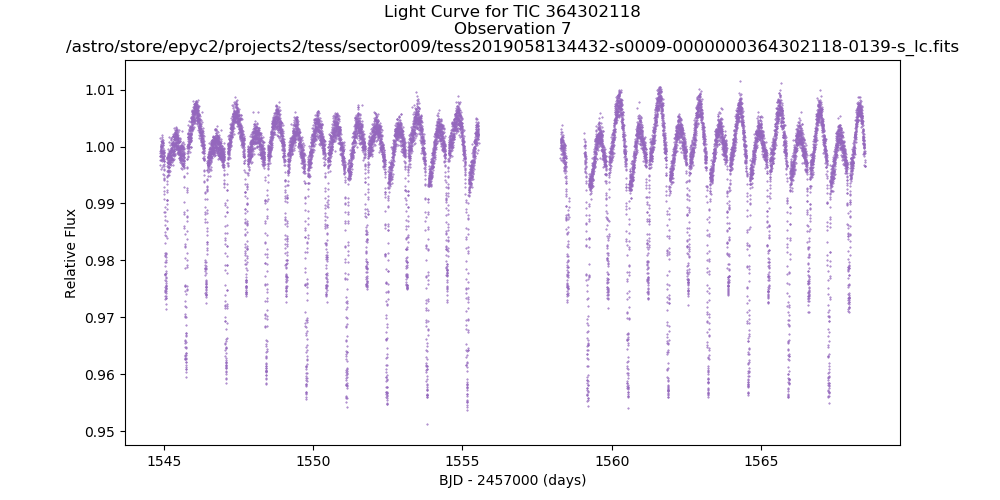 Light Curve for TIC 364302118
Observation 7
/astro/store/epyc2/projects2/tess/sector009/tess2019058134432-s0009-0000000364302118-0139-s_lc.fits
1.01
1.00
0.99
0.98
0.97
0.96
0.95
Relative Flux
1545
1550
1555
1560
1565
BJD - 2457000 (days)